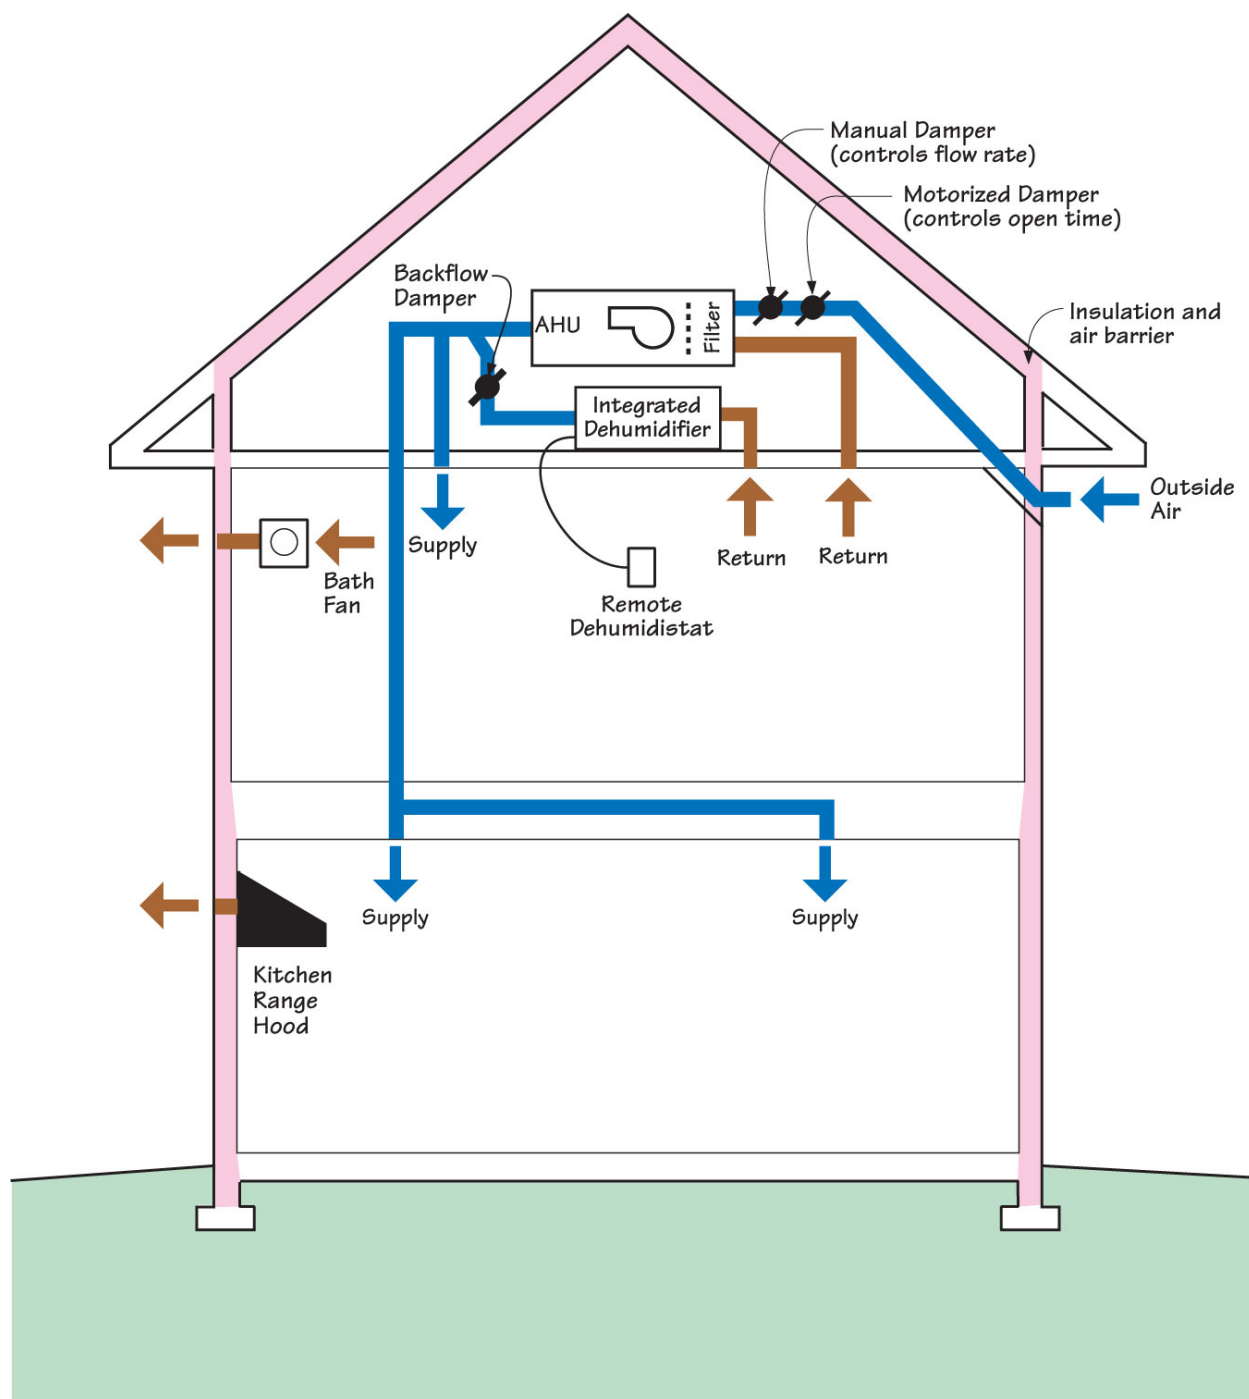 Manual Damper
(controls flow rate)
Motorized Damper
(controls open time)
Backflow
Damper
AHU
Filter
Insulation and
air barrier
Integrated
Dehumidifier
Outside
Air
Supply
Return
Return
Bath
Fan
Remote
Dehumidistat
Supply
Supply
Kitchen
Range
Hood